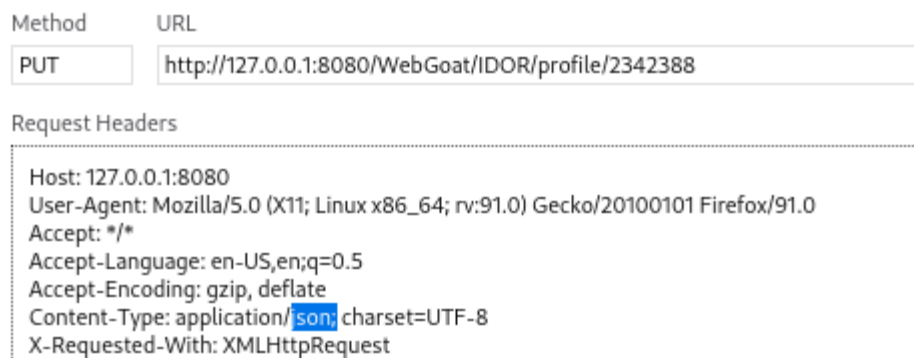 Method URL
PUT http://127.0.0.1:8080/WebGoat/IDOR/profile/2342388
Request Headers
Host: 127.0.0.1:8080
User-Agent: Mozilla/5.0 (X11; Linux x86_64; rv:91.0) Gecko/20100101 Firefox/91.0
Accept: */*
Accept-Language: en-US,en;q=0.5
Accept-Encoding: gzip, deflate
Content-Type: application/json; charset=UTF-8
X-Requested-With: XMLHttpRequest